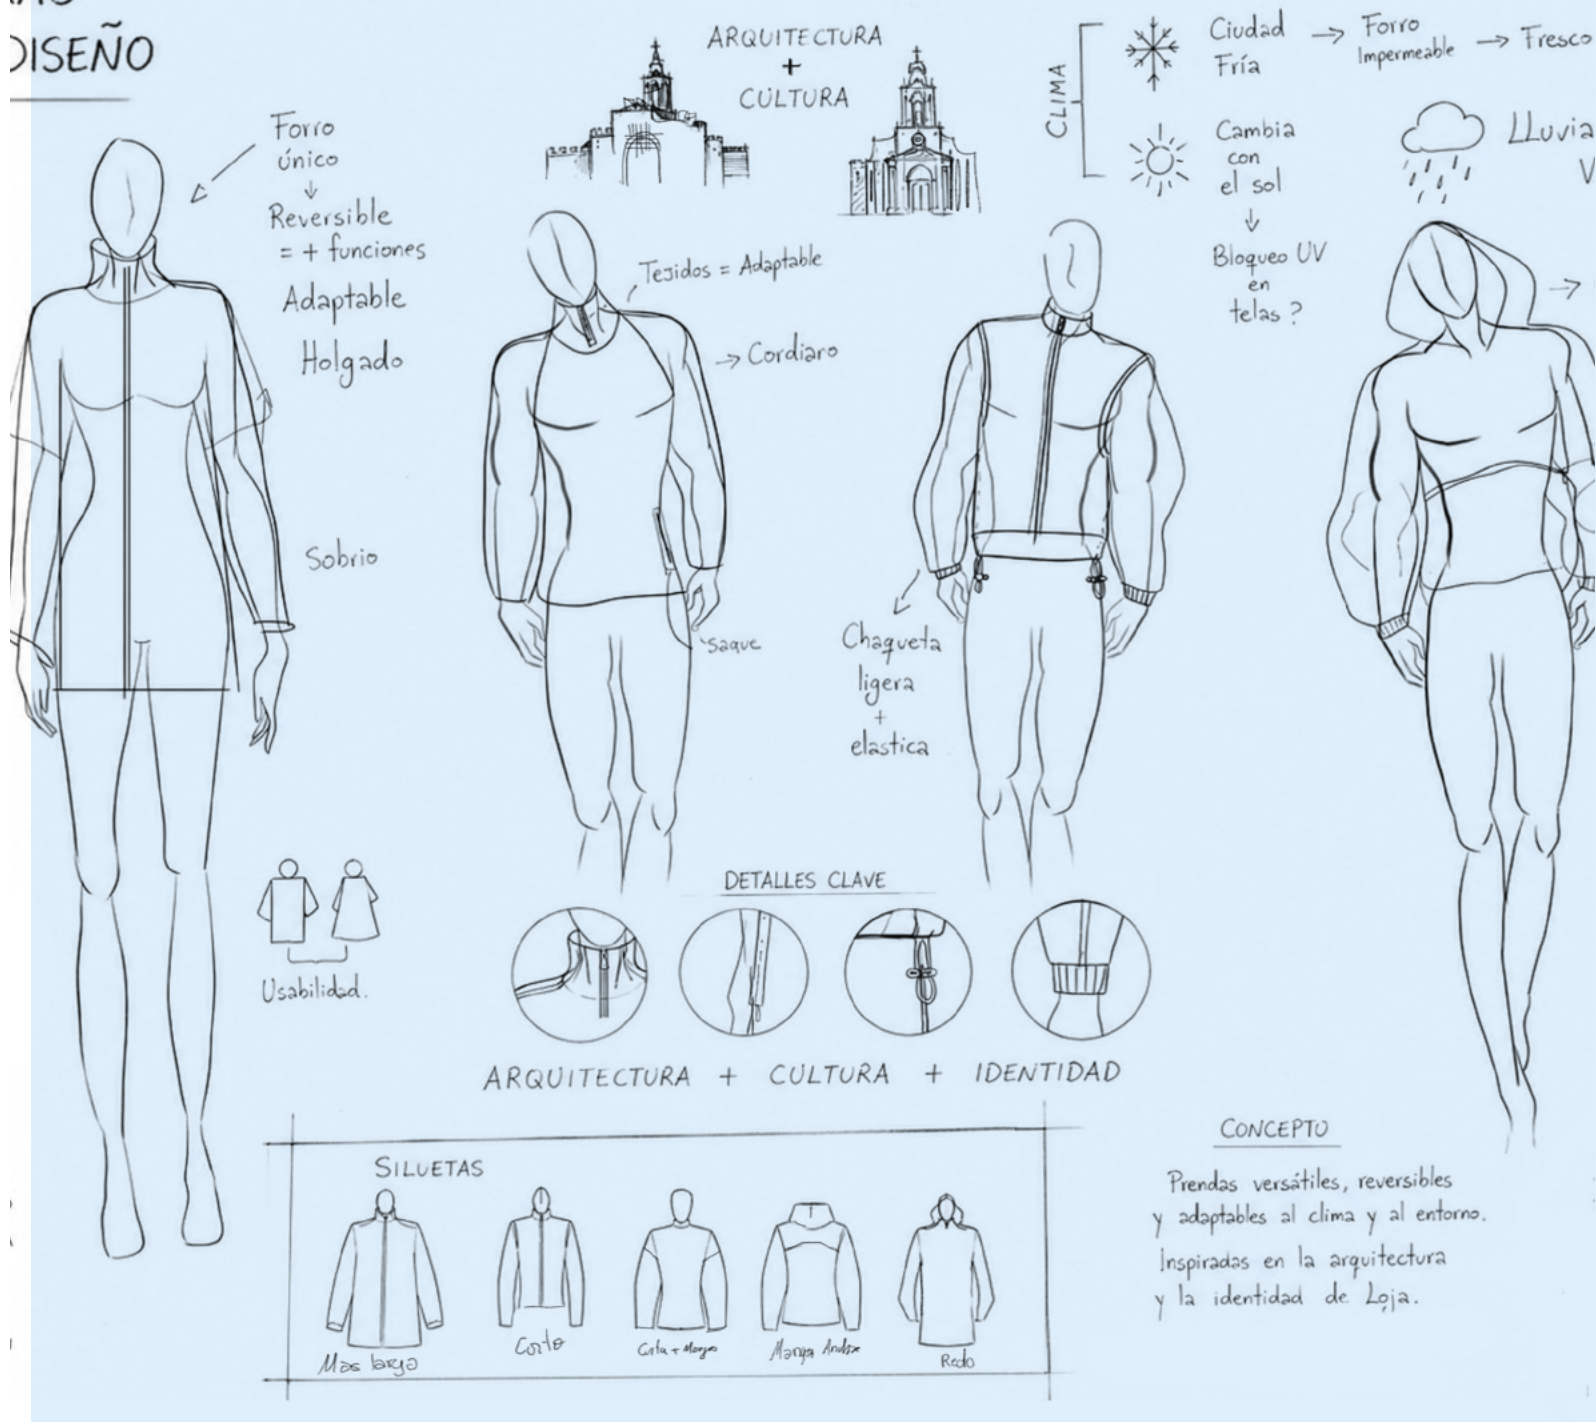 DISEÑO
ARQUITECTURA
+
CULTURA
CLIMA
Ciudad
Fría
→ Forro
Impermeable
→ Fresco
Cambia
con
el sol
↓
Bloqueo UV
en
telas ?
LLuvia
V
Forro
único
↓
Reversible
= + funciones
Adaptable
Holgado
Sobrio
Tejidos = Adaptable
→ Cordiaro
saque
Chaqueta
ligera
+
elastica
Usabilidad.
DETALLES CLAVE
ARQUITECTURA + CULTURA + IDENTIDAD
SILUETAS
Mas larga
Corto
Manga
Redo
CONCEPTO
Prendas versátiles, reversibles
y adaptables al clima y al entorno.
Inspiradas en la arquitectura
y la identidad de Loja.